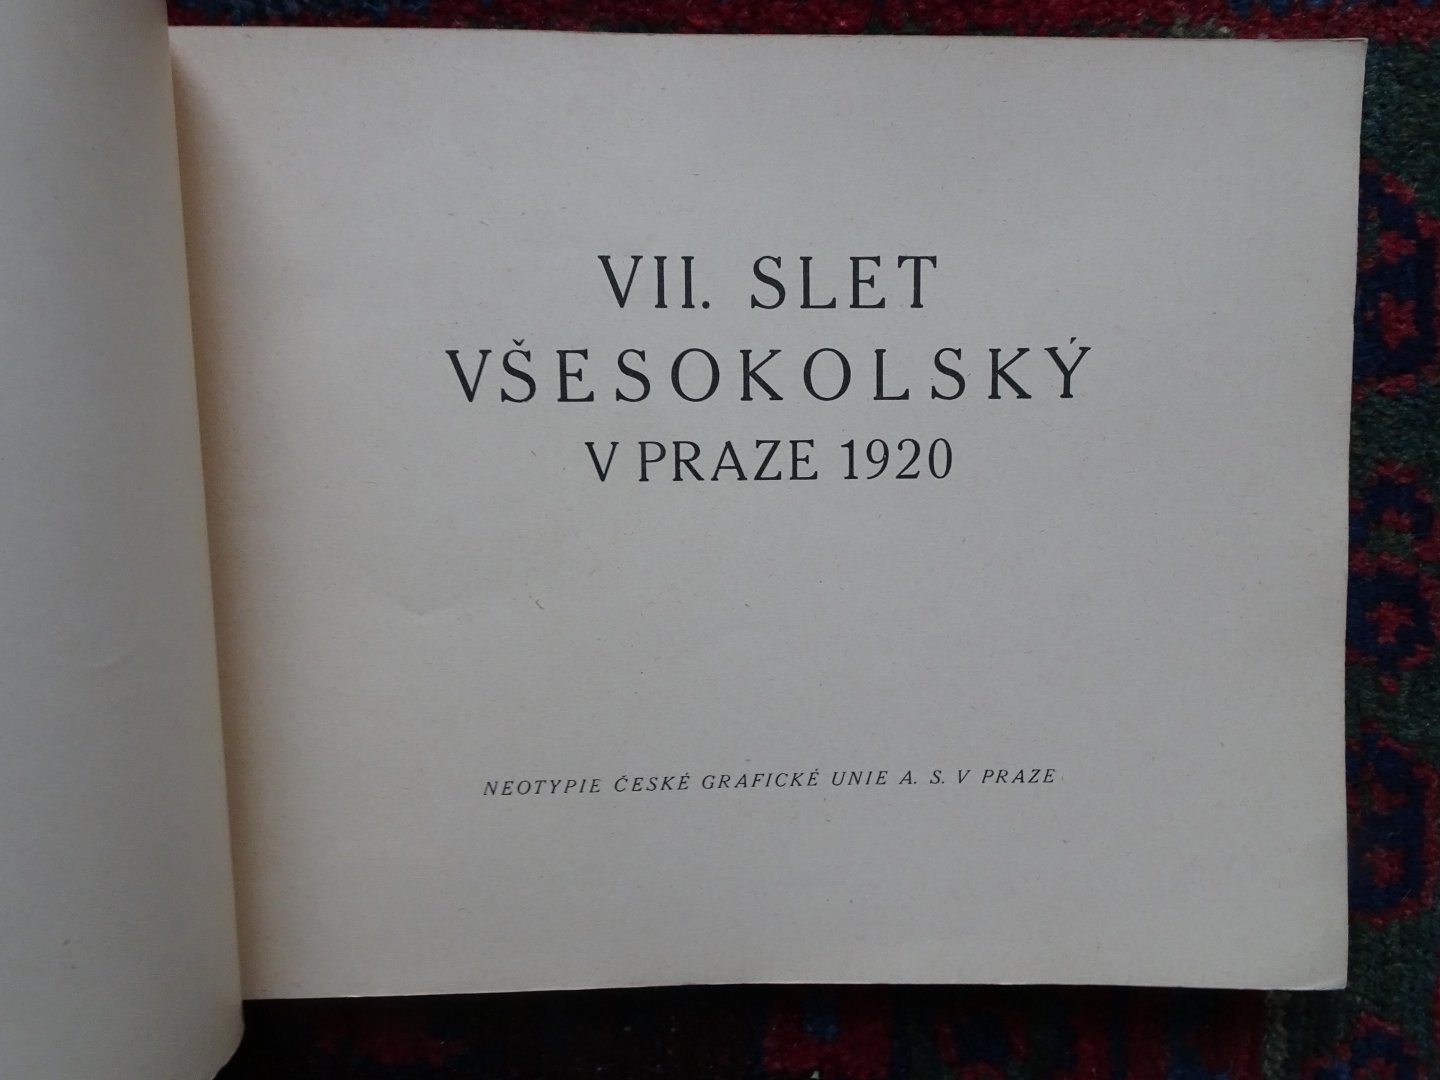 VII. SLET
VŠESOKOLSKÝ
V PRAZE 1920
NEOTYPIE ČESKÉ GRAFICKÉ UNIE A. S. V PRAZE